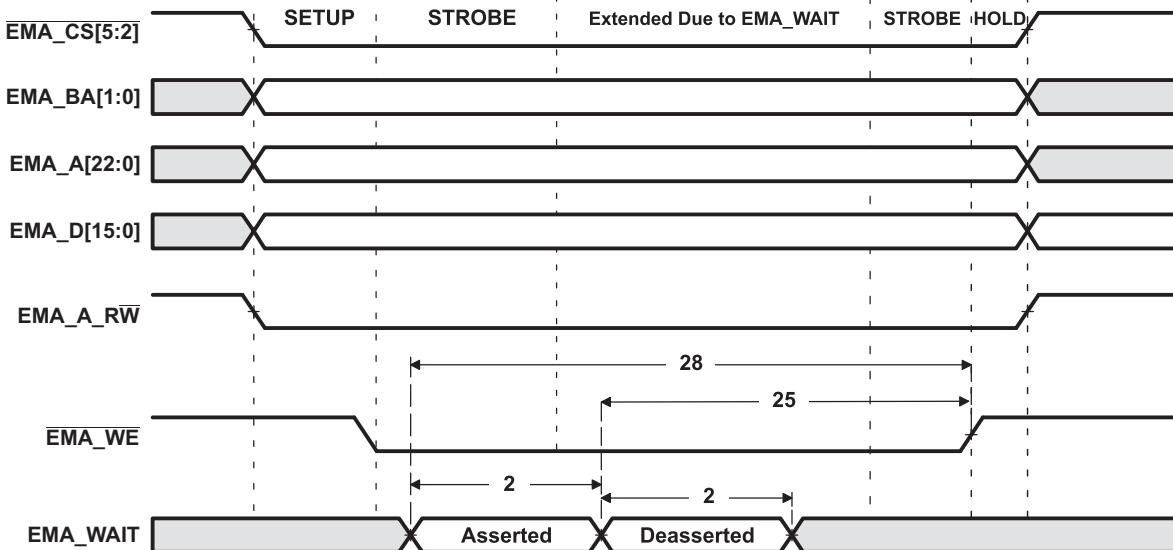 SETUP STROBE Extended Due to EMA_WAIT STROBE HOLD
EMA_CS[5:2]
EMA_BA[1:0]
EMA_A[22:0]
EMA_D[15:0]
EMA_A_RW
28
25
EMA_WE
2
2
EMA_WAIT Asserted Deasserted